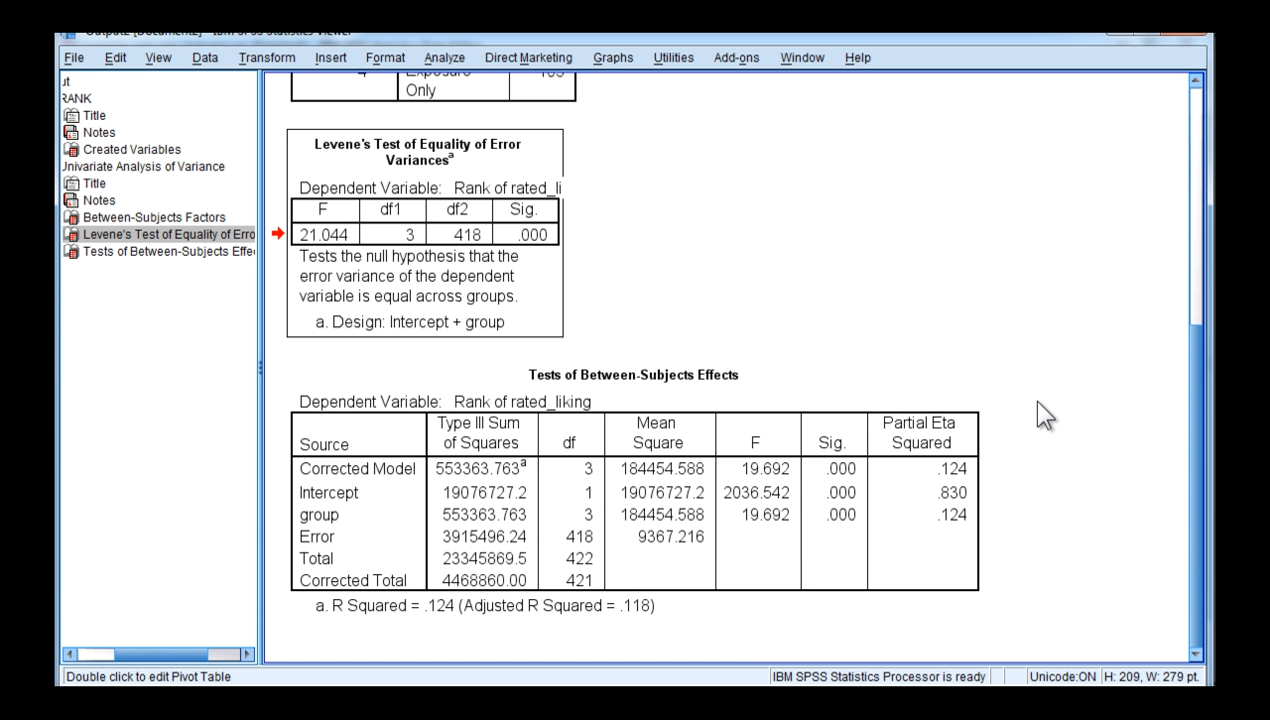 File Edit View Data Transform Insert Format Analyze Direct Marketing Graphs Utilities Add-ons Window Help
RANK
Title
Notes
Created Variables
Univariate Analysis of Variance
Title
Notes
Between-Subjects Factors
Levene's Test of Equality of Erro
Tests of Between-Subjects Effe
Only
Levene's Test of Equality of Error
Variancesᵃ
Dependent Variable: Rank of rated_li
F df1 df2 Sig.
21.044 3 418 .000
Tests the null hypothesis that the
error variance of the dependent
variable is equal across groups.
a. Design: Intercept + group
Tests of Between-Subjects Effects
Dependent Variable: Rank of rated_liking
Source Type III Sum of Squares df Mean Square F Sig. Partial Eta Squared
Corrected Model 553363.763ᵃ 3 184454.588 19.692 .000 .124
Intercept 19076727.2 1 19076727.2 2036.542 .000 .830
group 553363.763 3 184454.588 19.692 .000 .124
Error 3915496.24 418 9367.216
Total 23345869.5 422
Corrected Total 4468860.00 421
a. R Squared = .124 (Adjusted R Squared = .118)
Double click to edit Pivot Table
IBM SPSS Statistics Processor is ready Unicode:ON H: 209, W: 279 pt.